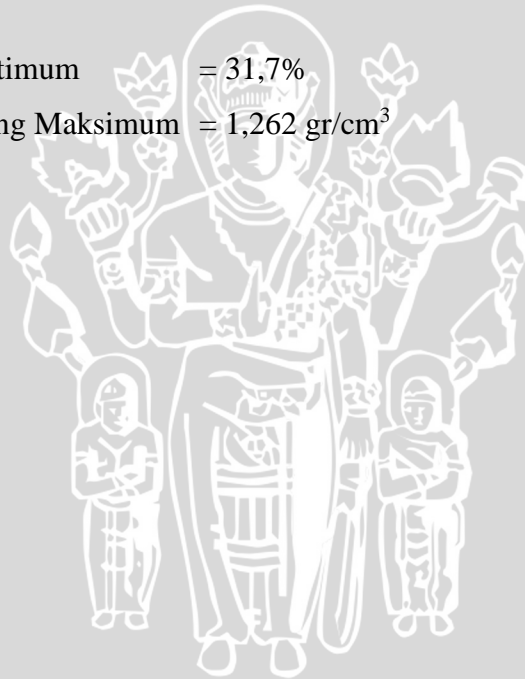 timum = 31,7%
ng Maksimum = 1,262 gr/cm³